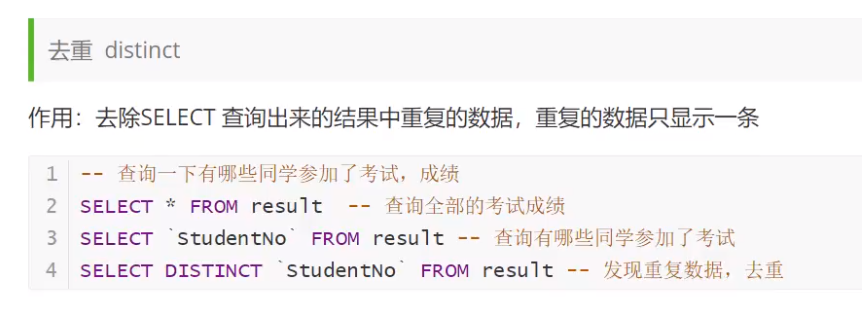 去重 distinct
作用：去除SELECT 查询出来的结果中重复的数据，重复的数据只显示一条
1 -- 查询一下有哪些同学参加了考试，成绩
2 SELECT * FROM result  -- 查询全部的考试成绩
3 SELECT `StudentNo` FROM result -- 查询有哪些同学参加了考试
4 SELECT DISTINCT `StudentNo` FROM result -- 发现重复数据，去重